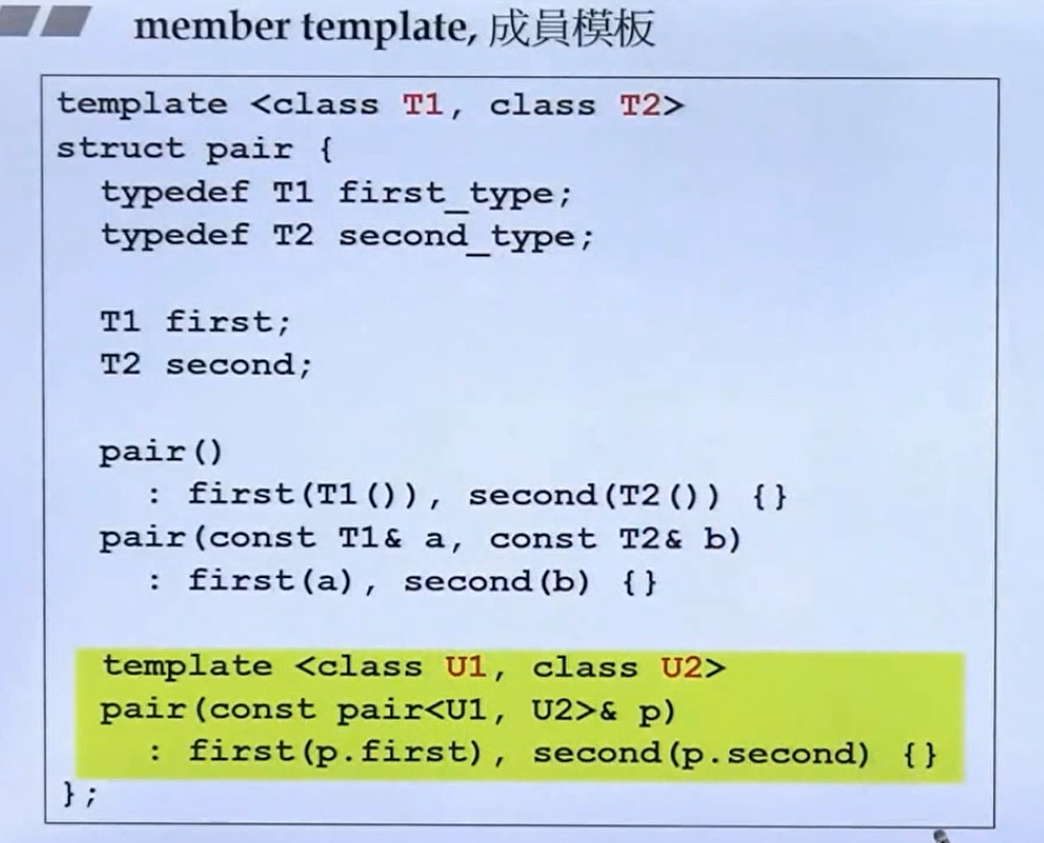 member template, 成員模板
template <class T1, class T2>
struct pair {
typedef T1 first_type;
typedef T2 second_type;
T1 first;
T2 second;
pair()
: first(T1()), second(T2()) {}
pair(const T1& a, const T2& b)
: first(a), second(b) {}
template <class U1, class U2>
pair(const pair<U1, U2>& p)
: first(p.first), second(p.second) {}
};